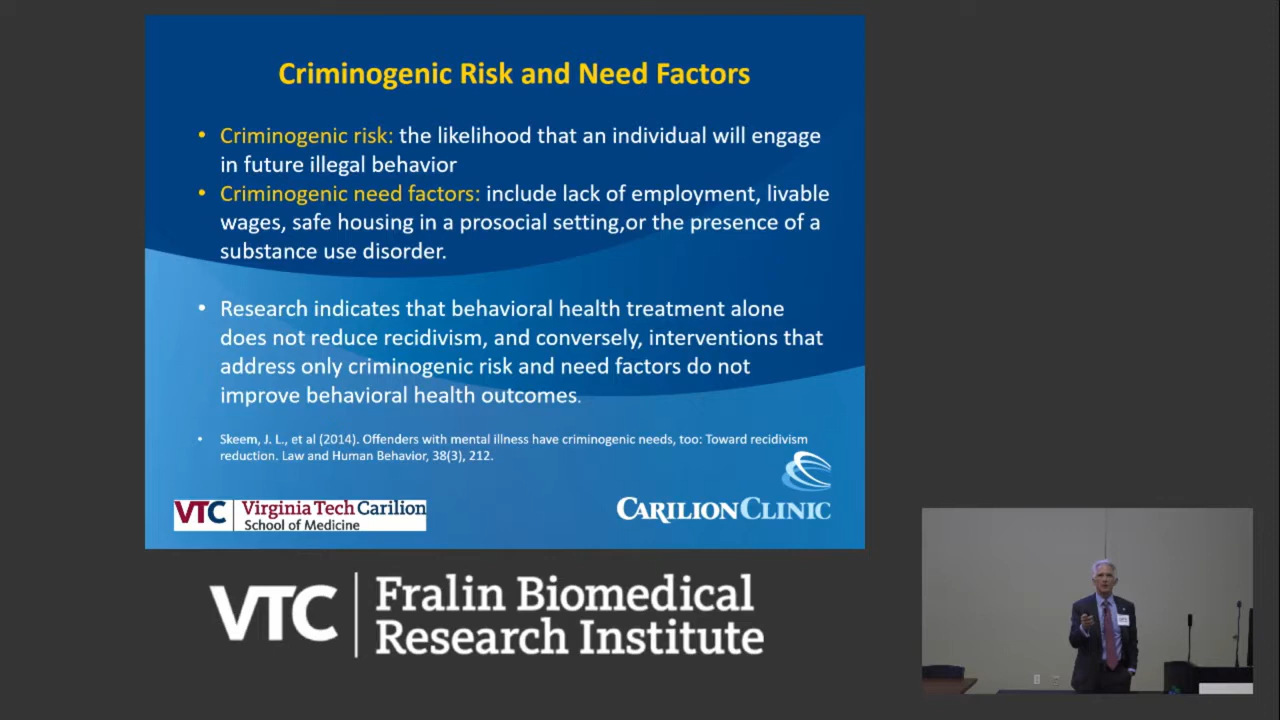 Criminogenic Risk and Need Factors
• Criminogenic risk: the likelihood that an individual will engage
in future illegal behavior
• Criminogenic need factors: include lack of employment, livable
wages, safe housing in a prosocial setting,or the presence of a
substance use disorder.
• Research indicates that behavioral health treatment alone
does not reduce recidivism, and conversely, interventions that
address only criminogenic risk and need factors do not
improve behavioral health outcomes.
• Skeem, J. L., et al (2014). Offenders with mental illness have criminogenic needs, too: Toward recidivism
reduction. Law and Human Behavior, 38(3), 212.
VTC Virginia Tech Carilion
School of Medicine
CARILION CLINIC
VTC Fralin Biomedical
Research Institute